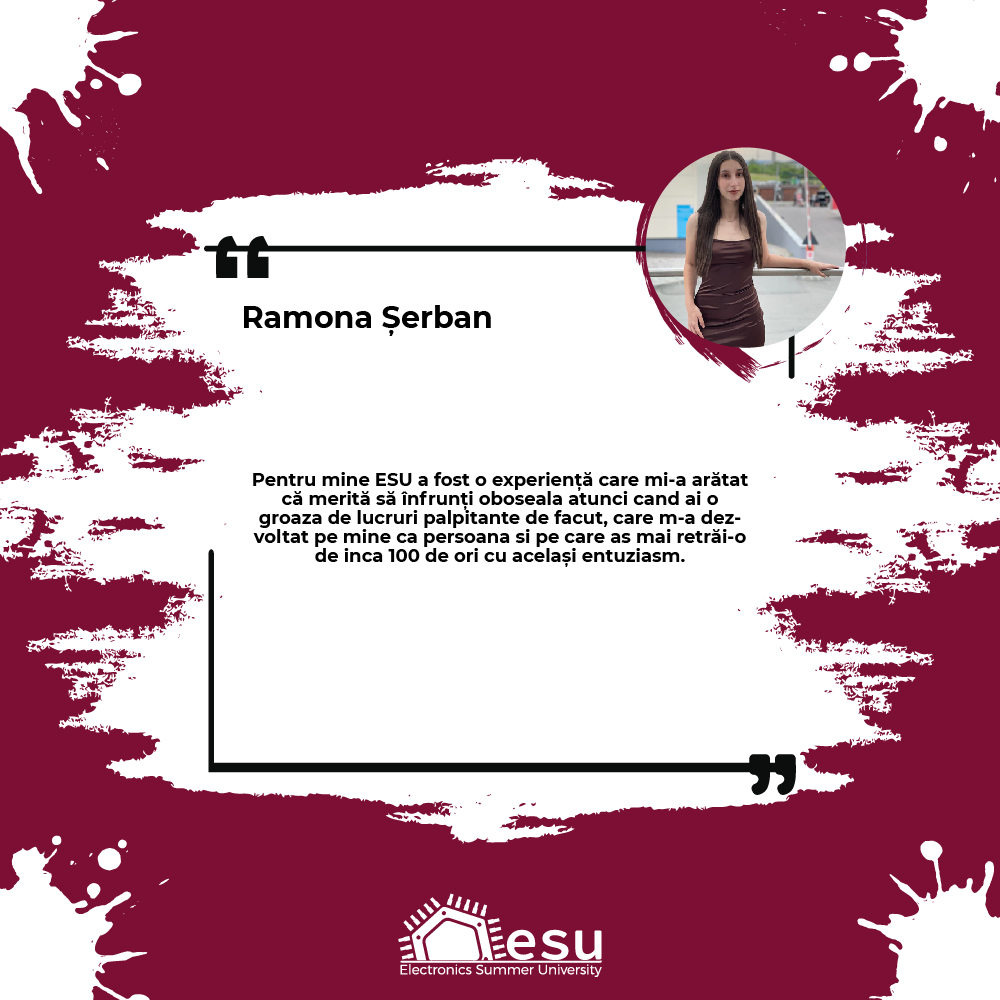 Ramona Șerban
Pentru mine ESU a fost o experiență care mi-a arătat
că merită să înfrunți oboseala atunci cand ai o
groaza de lucruri palpitante de facut, care m-a dez-
voltat pe mine ca persoana si pe care as mai retrăi-o
de inca 100 de ori cu același entuziasm.
esu
Electronics Summer University